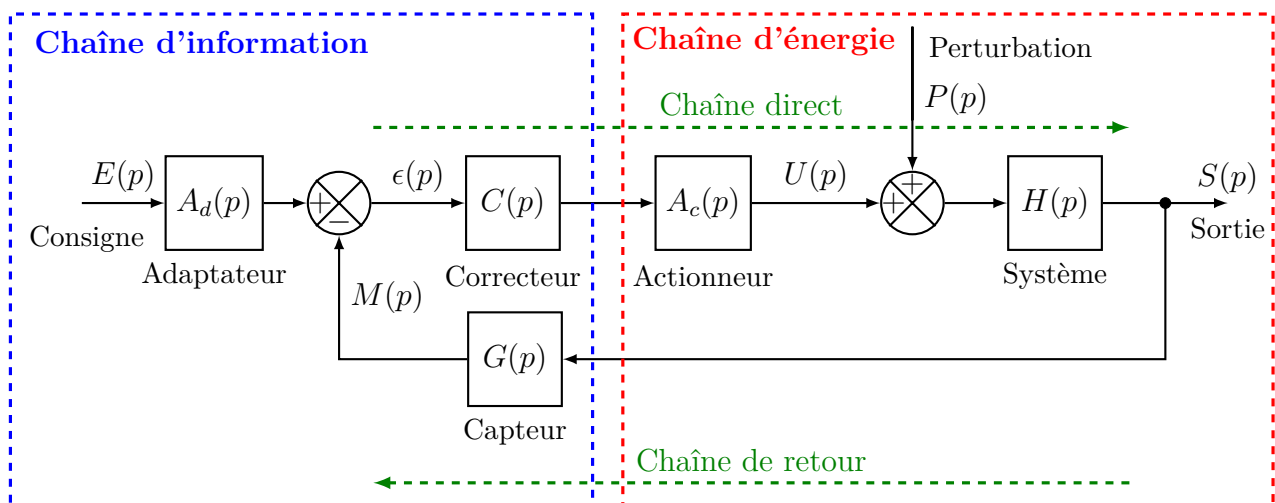 Chaîne d'information
Chaîne d'énergie
Perturbation
P(p)
Chaîne direct
E(p)
Consigne
A_d(p)
Adaptateur
+
−
ϵ(p)
C(p)
Correcteur
A_c(p)
Actionneur
U(p)
+
+
H(p)
Système
S(p)
Sortie
M(p)
G(p)
Capteur
Chaîne de retour